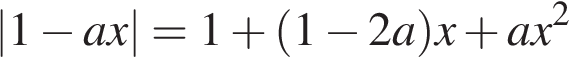 |1 − ax| = 1 + (1 − 2a)x + ax²